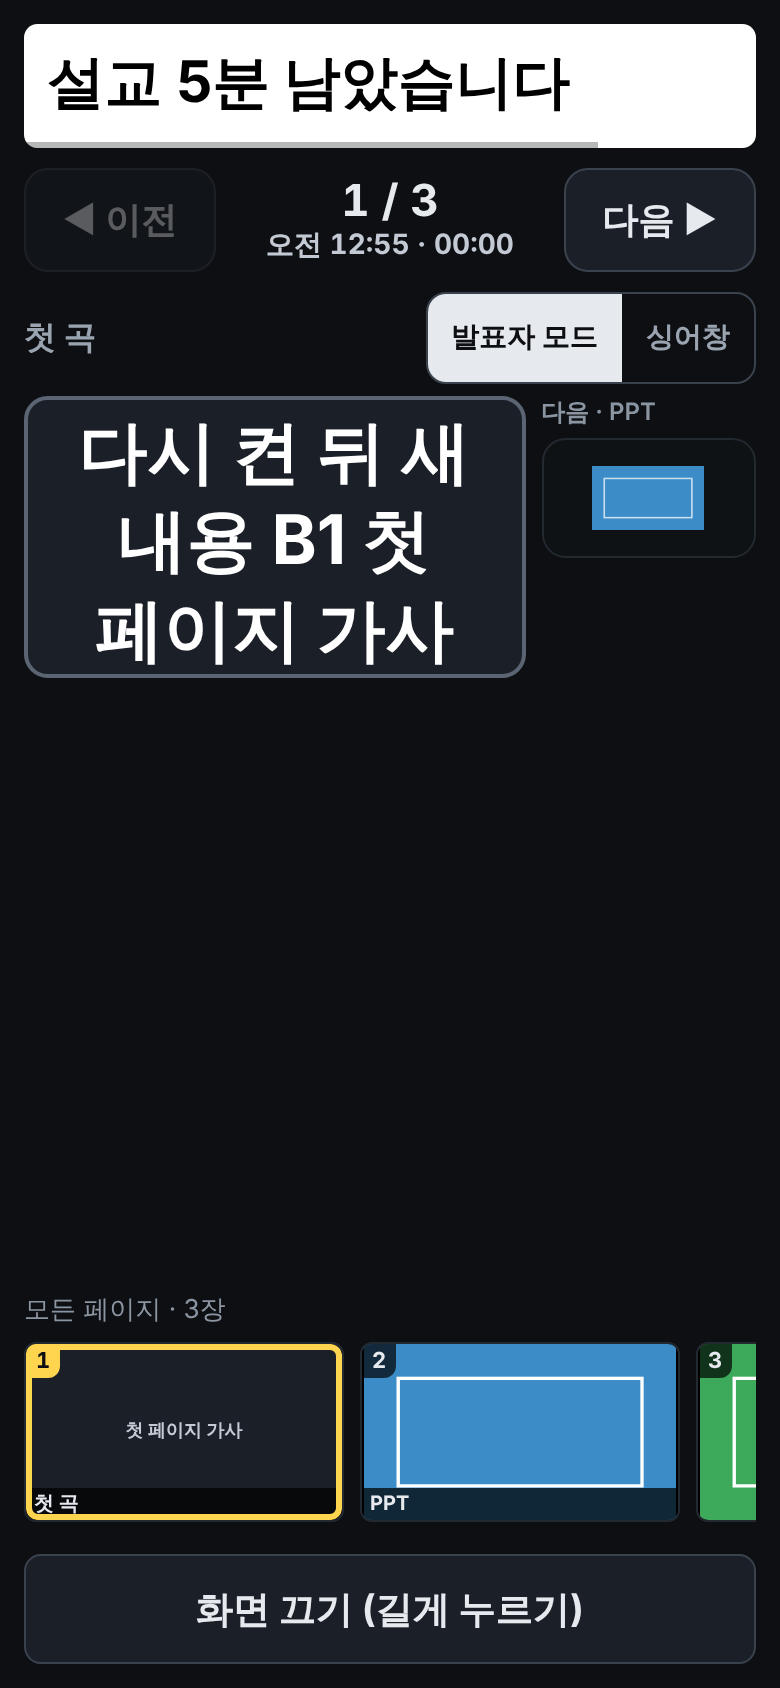 설교 5분 남았습니다
◀ 이전
1 / 3
오전 12:55 · 00:00
다음 ▶
첫 곡
발표자 모드
싱어창
다시 켠 뒤 새
내용 B1 첫
페이지 가사
다음 · PPT
모든 페이지 · 3장
1
첫 페이지 가사
첫 곡
2
PPT
3
화면 끄기 (길게 누르기)